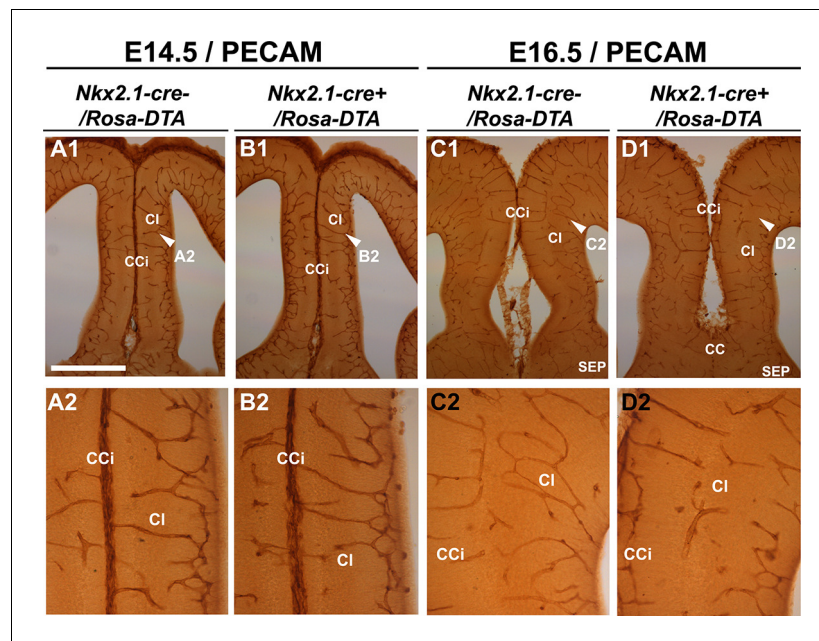 E14.5 / PECAM
E16.5 / PECAM
Nkx2.1-cre-
/Rosa-DTA
Nkx2.1-cre+
/Rosa-DTA
Nkx2.1-cre-
/Rosa-DTA
Nkx2.1-cre+
/Rosa-DTA
A1
CI
A2
CCi
B1
CI
B2
CCi
C1
CCi
CI
C2
SEP
D1
CCi
CI
D2
CC
SEP
A2
CCi
CI
B2
CCi
CI
C2
CI
CCi
D2
CI
CCi